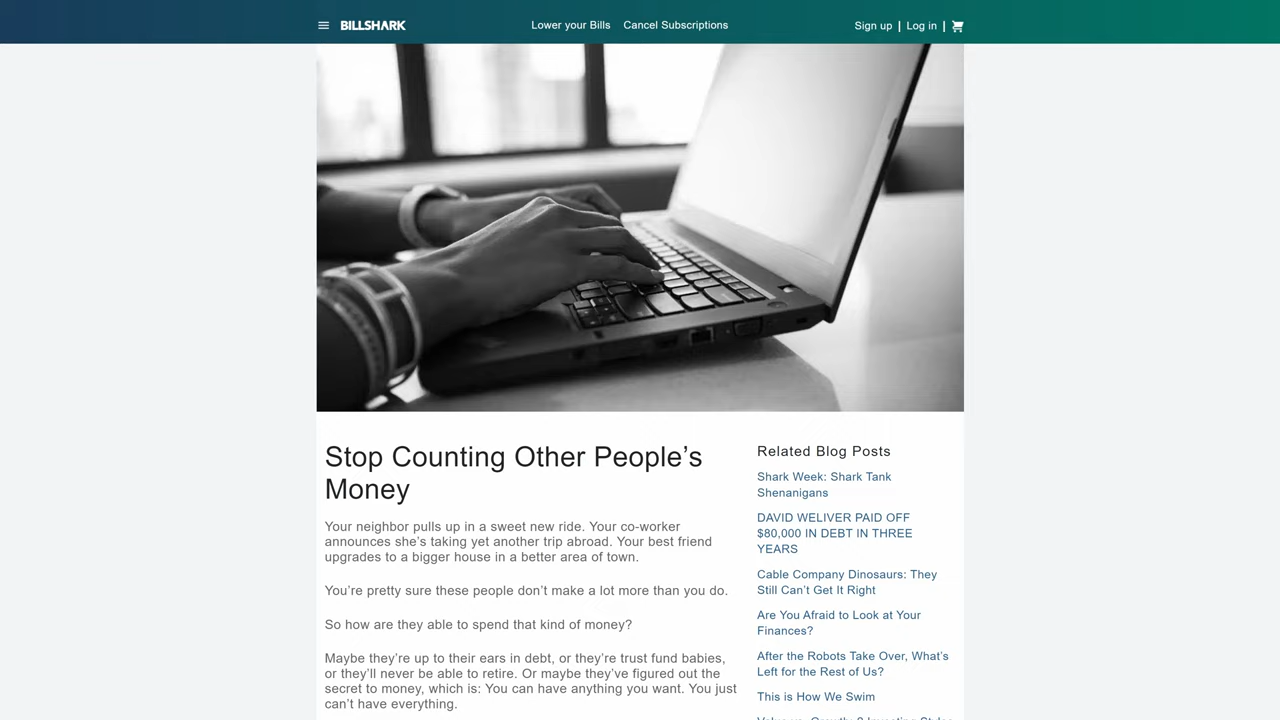 BILLSHARK
Lower your Bills
Cancel Subscriptions
Sign up | Log in |
Stop Counting Other People’s
Money
Your neighbor pulls up in a sweet new ride. Your co-worker
announces she’s taking yet another trip abroad. Your best friend
upgrades to a bigger house in a better area of town.
You’re pretty sure these people don’t make a lot more than you do.
So how are they able to spend that kind of money?
Maybe they’re up to their ears in debt, or they’re trust fund babies,
or they’ll never be able to retire. Or maybe they’ve figured out the
secret to money, which is: You can have anything you want. You just
can’t have everything.
Related Blog Posts
Shark Week: Shark Tank
Shenanigans
DAVID WELIVER PAID OFF
$80,000 IN DEBT IN THREE
YEARS
Cable Company Dinosaurs: They
Still Can’t Get It Right
Are You Afraid to Look at Your
Finances?
After the Robots Take Over, What’s
Left for the Rest of Us?
This is How We Swim